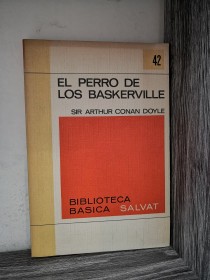 42
EL PERRO DE
LOS BASKERVILLE
SIR ARTHUR CONAN DOYLE
BIBLIOTECA
BASICA SALVAT